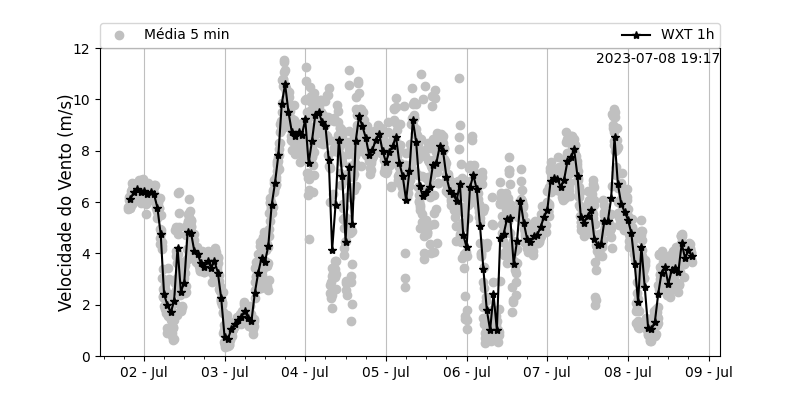 Média 5 min
WXT 1h
2023-07-08 19:17
Velocidade do Vento (m/s)
12
10
8
6
4
2
0
02 - Jul
03 - Jul
04 - Jul
05 - Jul
06 - Jul
07 - Jul
08 - Jul
09 - Jul